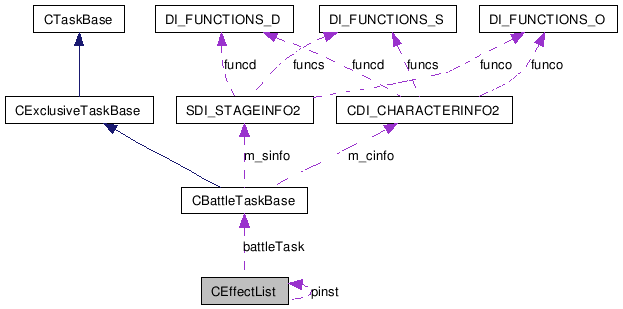 CTaskBase
DI_FUNCTIONS_D
DI_FUNCTIONS_S
DI_FUNCTIONS_O
funcd
funcs
funcd
funcs
funco
funco
CExclusiveTaskBase
SDI_STAGEINFO2
CDI_CHARACTERINFO2
m_sinfo
m_cinfo
CBattleTaskBase
battleTask
CEffectList
pinst